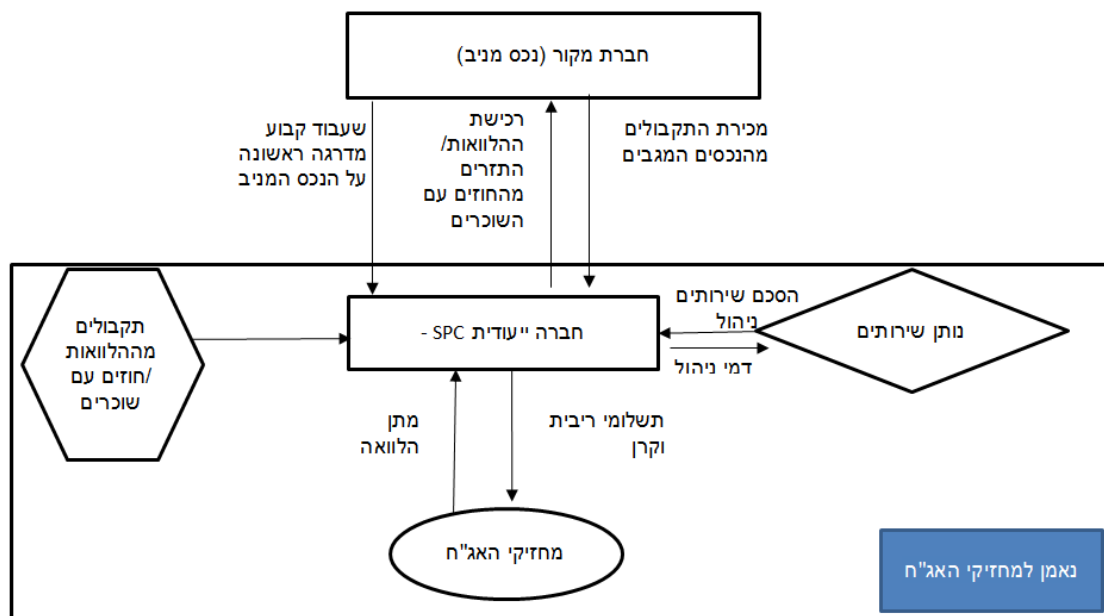 חברת מקור (נכס מניב)
שעבוד קבוע
מדרגה ראשונה
על הנכס המניב
רכישת
ההלוואות/
התזרים
מהחוזים עם
השוכרים
מכירת התקבולים
מהנכסים המגבים
תקבולים
מההלוואות
/חוזים עם
שוכרים
חברה ייעודית SPC -
הסכם שירותים
ניהול
דמי ניהול
נותן שירותים
מתן
הלוואה
תשלומי ריבית
וקרן
מחזיקי האג"ח
נאמן למחזיקי האג"ח